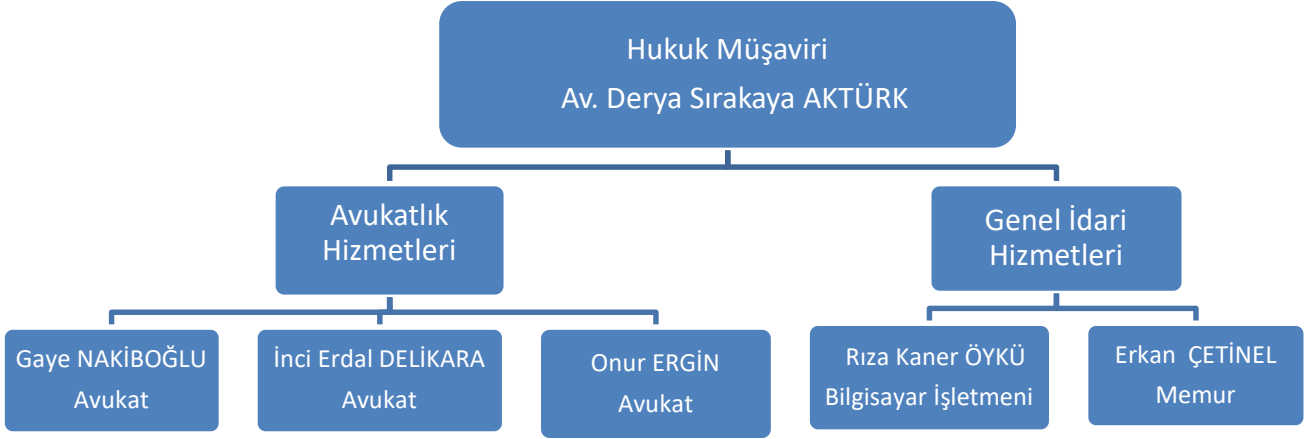 Hukuk Müşaviri
Av. Derya Sırakaya AKTÜRK
Avukatlık
Hizmetleri
Genel İdari
Hizmetleri
Gaye NAKİBOĞLU
Avukat
İnci Erdal DELİKARA
Avukat
Onur ERGİN
Avukat
Rıza Kaner ÖYKÜ
Bilgisayar İşletmeni
Erkan ÇETİNEL
Memur